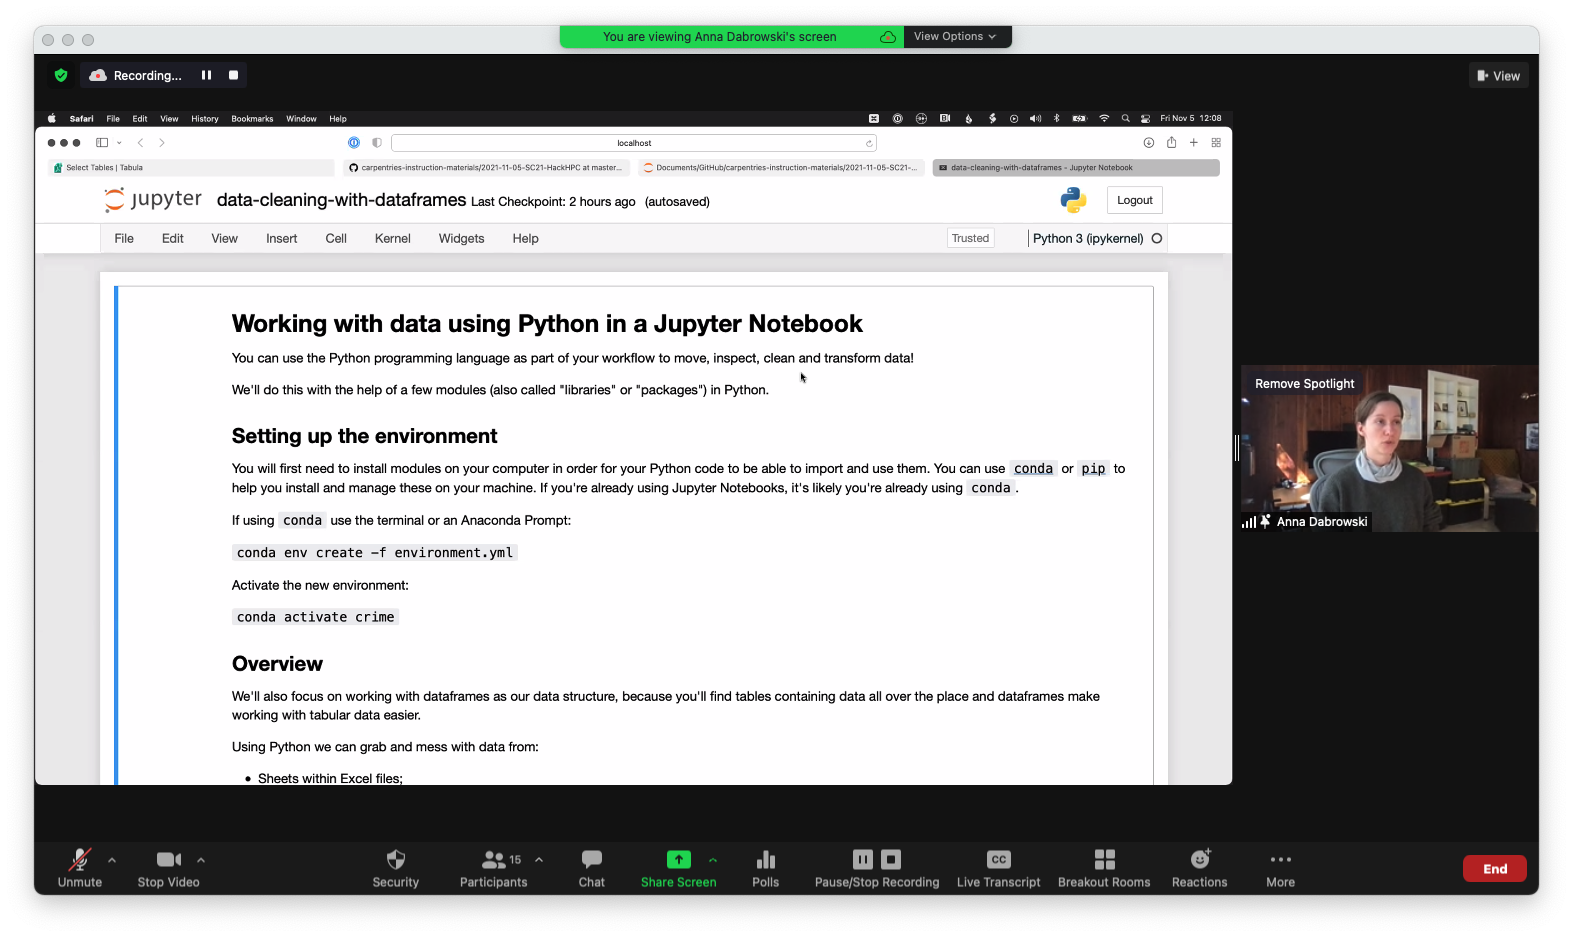 You are viewing Anna Dabrowski's screen
View Options
Recording...
View
Safari File Edit View History Bookmarks Window Help
Fri Nov 5 12:08
localhost
Select Tables | Tabula
carpentries-instruction-materials/2021-11-05-SC21-HackHPC at master...
Documents/GitHub/carpentries-instruction-materials/2021-11-05-SC21-...
data-cleaning-with-dataframes - Jupyter Notebook
jupyter data-cleaning-with-dataframes Last Checkpoint: 2 hours ago (autosaved)
Logout
File Edit View Insert Cell Kernel Widgets Help
Trusted
Python 3 (ipykernel)
Working with data using Python in a Jupyter Notebook
You can use the Python programming language as part of your workflow to move, inspect, clean and transform data!
We'll do this with the help of a few modules (also called "libraries" or "packages") in Python.
Setting up the environment
You will first need to install modules on your computer in order for your Python code to be able to import and use them. You can use conda or pip to
help you install and manage these on your machine. If you're already using Jupyter Notebooks, it's likely you're already using conda.
If using conda use the terminal or an Anaconda Prompt:
conda env create -f environment.yml
Activate the new environment:
conda activate crime
Overview
We'll also focus on working with dataframes as our data structure, because you'll find tables containing data all over the place and dataframes make
working with tabular data easier.
Using Python we can grab and mess with data from:
• Sheets within Excel files;
Remove Spotlight
Anna Dabrowski
Unmute
Stop Video
Security
15
Participants
Chat
Share Screen
Polls
Pause/Stop Recording
CC
Live Transcript
Breakout Rooms
Reactions
More
End